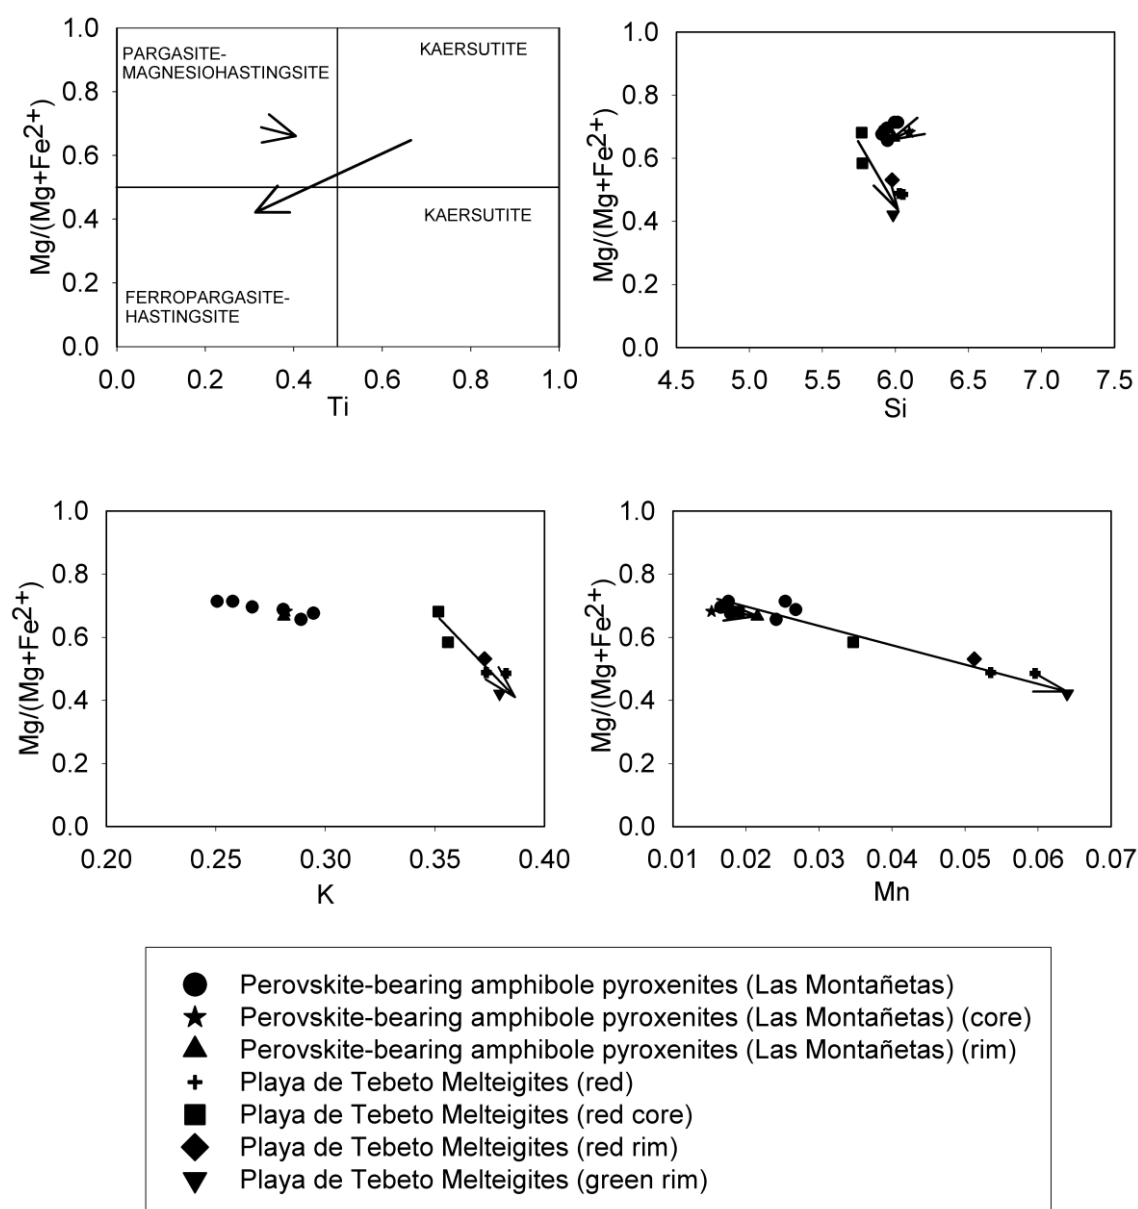 Mg/(Mg+Fe2+)
1.0
0.8
0.6
0.4
0.2
0.0
PARGASITE-
MAGNESIOHASTINGSITE
KAERSUTITE
KAERSUTITE
FERROPARGASITE-
HASTINGSITE
0.0 0.2 0.4 0.6 0.8 1.0
Ti
Mg/(Mg+Fe2+)
1.0
0.8
0.6
0.4
0.2
0.0
4.5 5.0 5.5 6.0 6.5 7.0 7.5
Si
Mg/(Mg+Fe2+)
1.0
0.8
0.6
0.4
0.2
0.0
0.20 0.25 0.30 0.35 0.40
K
Mg/(Mg+Fe2+)
1.0
0.8
0.6
0.4
0.2
0.0
0.01 0.02 0.03 0.04 0.05 0.06 0.07
Mn
Perovskite-bearing amphibole pyroxenites (Las Montañetas)
Perovskite-bearing amphibole pyroxenites (Las Montañetas) (core)
Perovskite-bearing amphibole pyroxenites (Las Montañetas) (rim)
Playa de Tebeto Melteigites (red)
Playa de Tebeto Melteigites (red core)
Playa de Tebeto Melteigites (red rim)
Playa de Tebeto Melteigites (green rim)